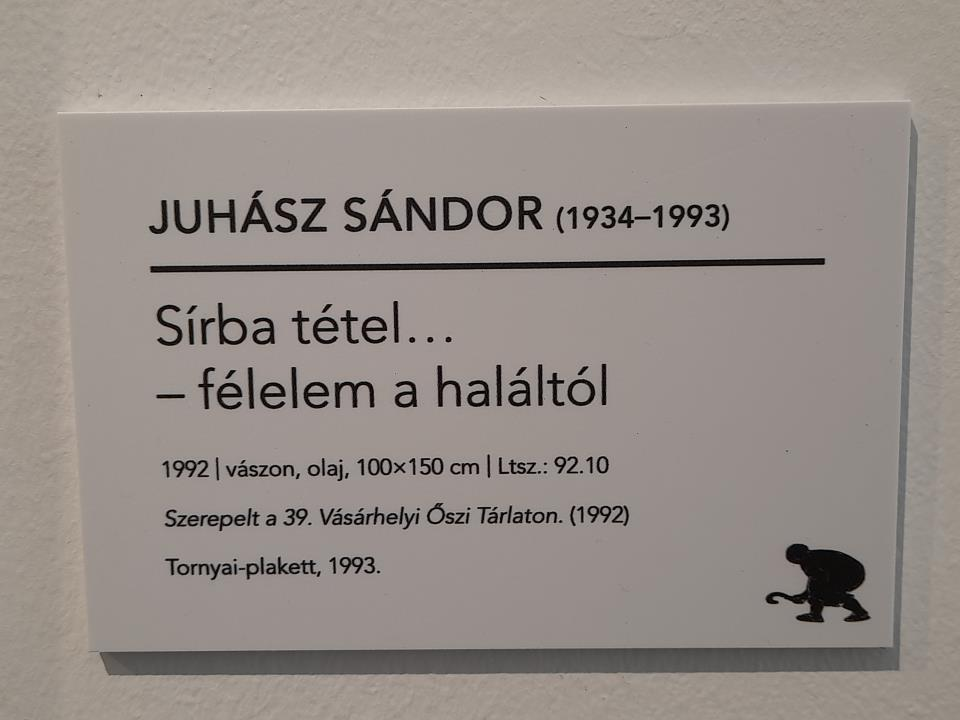 JUHÁSZ SÁNDOR (1934–1993)
Sírba tétel...
– félelem a haláltól
1992 | vászon, olaj, 100×150 cm | Ltsz.: 92.10
Szerepelt a 39. Vásárhelyi Őszi Tárlaton. (1992)
Tornyai-plakett, 1993.